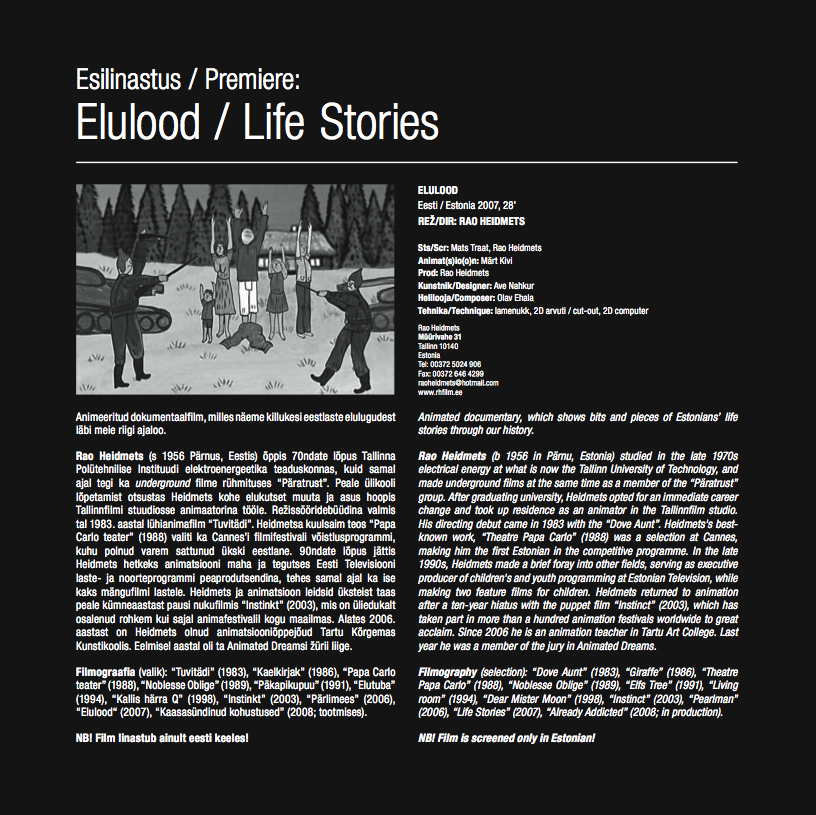 Esilinastus / Premiere:
Elulood / Life Stories
ELULOOD
Eesti / Estonia 2007, 28’
REŽ/DIR: RAO HEIDMETS
Sts/Scr: Mats Traat, Rao Heidmets
Animat(s)io(o)n: Märt Kivi
Prod: Rao Heidmets
Kunstnik/Designer: Ave Nahkur
Helilooja/Composer: Olav Ehala
Tehnika/Technique: lamenukk, 2D arvuti / cut-out, 2D computer
Rao Heidmets
Müürivahe 31
Tallinn 10140
Estonia
Tel: 00372 5024 906
Fax: 00372 646 4299
raoheidmets@hotmail.com
www.rhfilm.ee
Animeeritud dokumentaalfilm, milles näeme killukesi eestlaste elulugudest
läbi meie riigi ajaloo.
Rao Heidmets (s 1956 Pärnus, Eestis) õppis 70ndate lõpus Tallinna
Polütehnilise Instituudi elektroenergeetika teaduskonnas, kuid samal
ajal tegi ka underground filme rühmituses “Päratrust”. Peale ülikooli
lõpetamist otsustas Heidmets kohe elukutset muuta ja asus hoopis
Tallinnfilmi stuudiosse animaatorina tööle. Režissööridebüüdina valmis
tal 1983. aastal lühianimafilm “Tuvitädi”. Heidmetsa kuulsaim teos “Papa
Carlo teater” (1988) valiti ka Cannes’i filmifestivali võistlusprogrammi,
kuhu polnud varem sattunud ükski eestlane. 90ndate lõpus jättis
Heidmets hetkeks animatsiooni maha ja tegutses Eesti Televisiooni
laste- ja noorteprogrammi peaprodutsendina, tehes samal ajal ka ise
kaks mängufilmi lastele. Heidmets ja animatsioon leidsid üksteist taas
peale kümneaastast pausi nukufilmis “Instinkt” (2003), mis on üliedukalt
osalenud rohkem kui sajal animafestivalil kogu maailmas. Alates 2006.
aastast on Heidmets olnud animatsiooniõppejõud Tartu Kõrgemas
Kunstikoolis. Eelmisel aastal oli ta Animated Dreamsi žürii liige.
Filmograafia (valik): “Tuvitädi” (1983), “Kaelkirjak” (1986), “Papa Carlo
teater” (1988), “Noblesse Oblige” (1989), “Päkapikupuu” (1991), “Elutuba”
(1994), “Kallis härra Q” (1998), “Instinkt” (2003), “Pärlimees” (2006),
“Elulood“ (2007), “Kaasasündinud kohustused” (2008; tootmises).
NB! Film linastub ainult eesti keeles!
Animated documentary, which shows bits and pieces of Estonians’ life
stories through our history.
Rao Heidmets (b 1956 in Pärnu, Estonia) studied in the late 1970s
electrical energy at what is now the Tallinn University of Technology, and
made underground films at the same time as a member of the “Päratrust”
group. After graduating university, Heidmets opted for an immediate career
change and took up residence as an animator in the Tallinnfilm studio.
His directing debut came in 1983 with the “Dove Aunt”. Heidmets's best-
known work, “Theatre Papa Carlo” (1988) was a selection at Cannes,
making him the first Estonian in the competitive programme. In the late
1990s, Heidmets made a brief foray into other fields, serving as executive
producer of children's and youth programming at Estonian Television, while
making two feature films for children. Heidmets returned to animation
after a ten-year hiatus with the puppet film “Instinct” (2003), which has
taken part in more than a hundred animation festivals worldwide to great
acclaim. Since 2006 he is an animation teacher in Tartu Art College. Last
year he was a member of the jury in Animated Dreams.
Filmography (selection): “Dove Aunt” (1983), “Giraffe” (1986), “Theatre
Papa Carlo” (1988), “Noblesse Oblige” (1989), “Elfs Tree” (1991), “Living
room” (1994), “Dear Mister Moon” (1998), “Instinct” (2003), “Pearlman”
(2006), “Life Stories” (2007), “Already Addicted” (2008; in production).
NB! Film is screened only in Estonian!